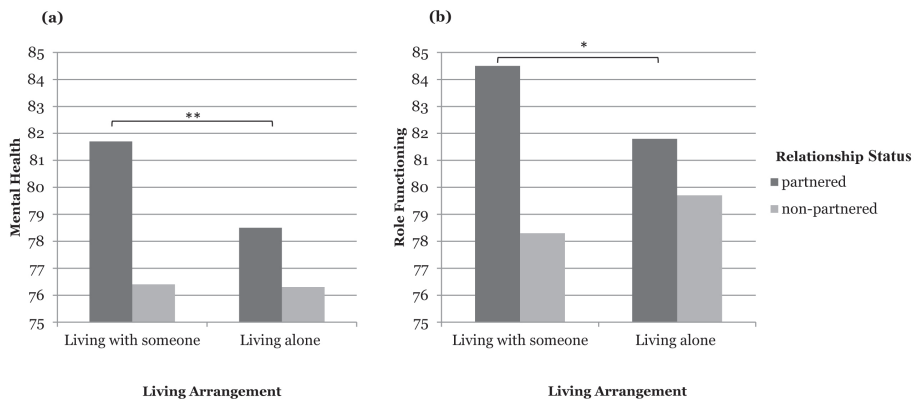 (a)
85
84
83
82
81
80
79
78
77
76
75
**
Mental Health
Living with someone
Living alone
Living Arrangement
(b)
85
84
83
82
81
80
79
78
77
76
75
*
Role Functioning
Living with someone
Living alone
Living Arrangement
Relationship Status
partnered
non-partnered